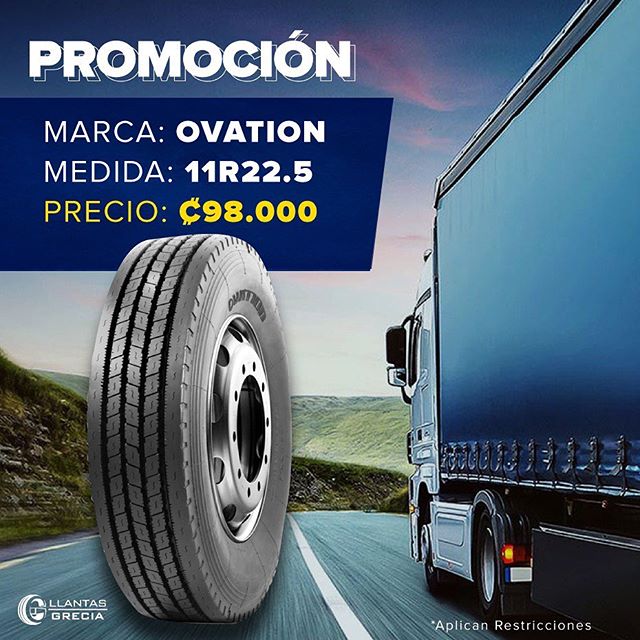 PROMOCIÓN
MARCA: OVATION
MEDIDA: 11R22.5
PRECIO: ₡98.000
LLANTAS
GRECIA
*Aplican Restricciones